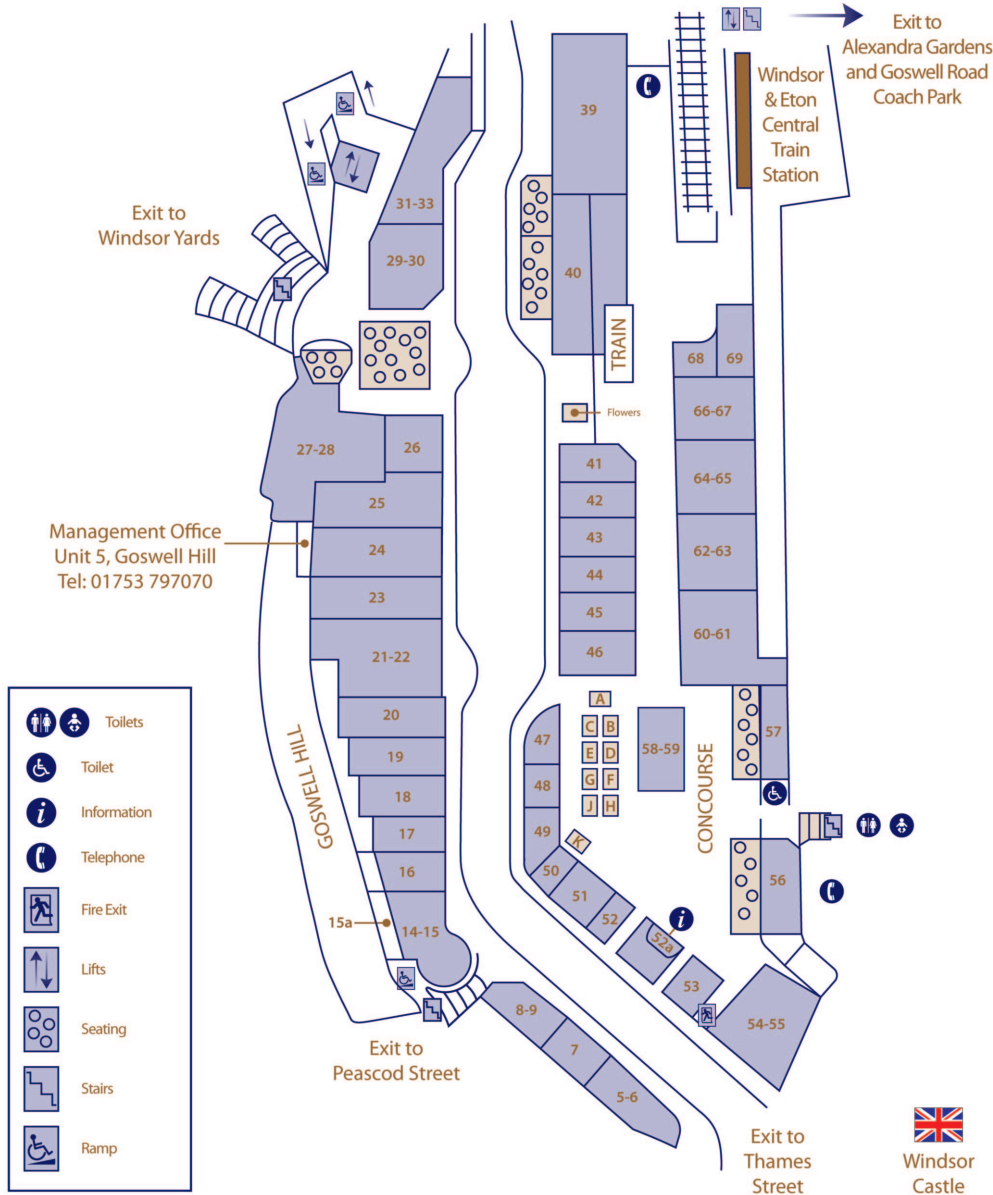 Exit to
Alexandra Gardens
and Goswell Road
Coach Park
Windsor
& Eton
Central
Train
Station
39
31-33
Exit to
Windsor Yards
29-30
40
TRAIN
68
69
Flowers
66-67
27-28
26
41
64-65
25
42
Management Office
Unit 5, Goswell Hill
Tel: 01753 797070
24
43
62-63
44
23
45
60-61
21-22
46
A
20
C
B
47
57
58-59
CONCOURSE
19
E
D
48
G
F
18
J
H
GOSWELL HILL
17
49
K
16
50
56
51
15a
14-15
52
52a
i
53
54-55
8-9
7
5-6
Exit to
Peascod Street
Exit to
Thames
Street
Windsor
Castle
Toilets
Toilet
i
Information
Telephone
Fire Exit
Lifts
Seating
Stairs
Ramp